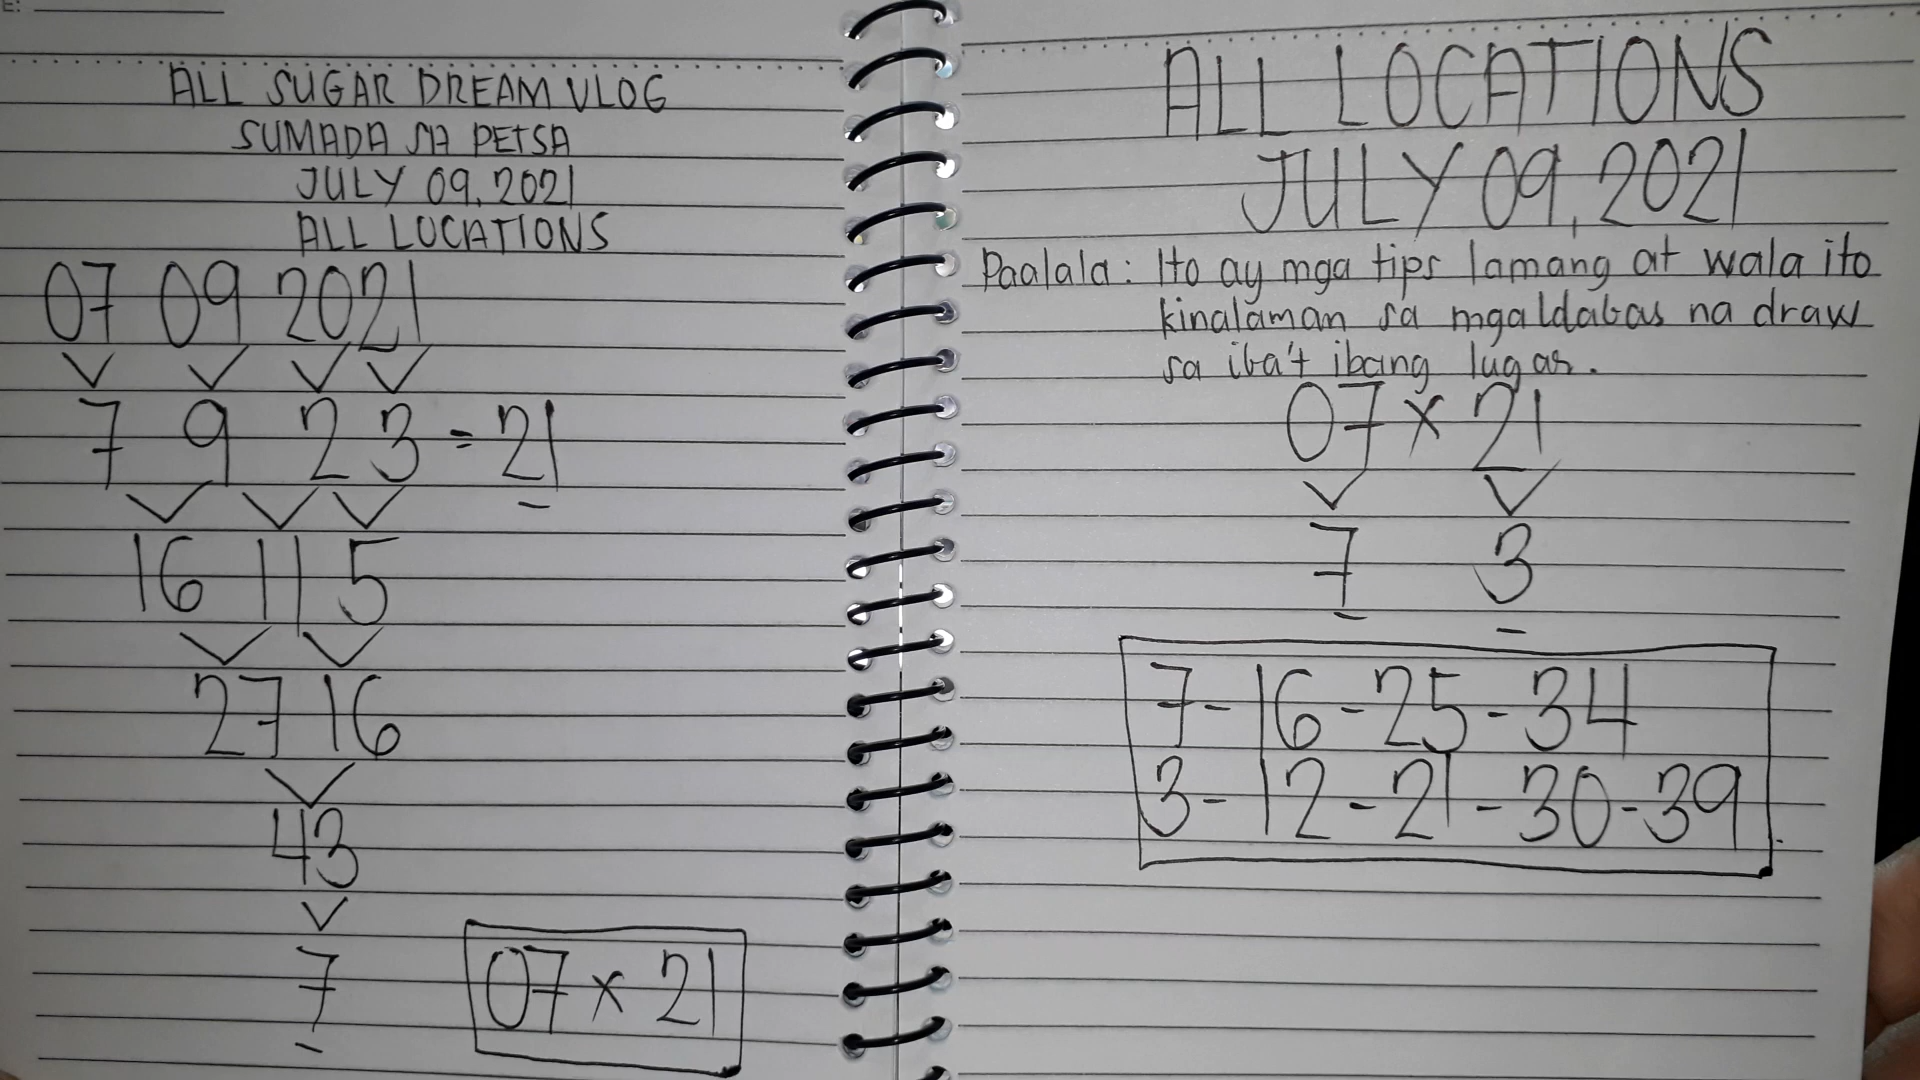 E:
ALL SUGAR DREAM VLOG
SUMADA SA PETSA
JULY 09, 2021
ALL LOCATIONS
07 09 2021
7 9 2 3 = 21
16 11 5
27 16
43
7
07 x 21
ALL LOCATIONS
JULY 09, 2021
Paalala: Ito ay mga tips lamang at wala ito
kinalaman sa mga ldabas na draw
sa iba't ibang lugar.
07 x 21
7 3
7-16-25-34
3-12-21-30-39